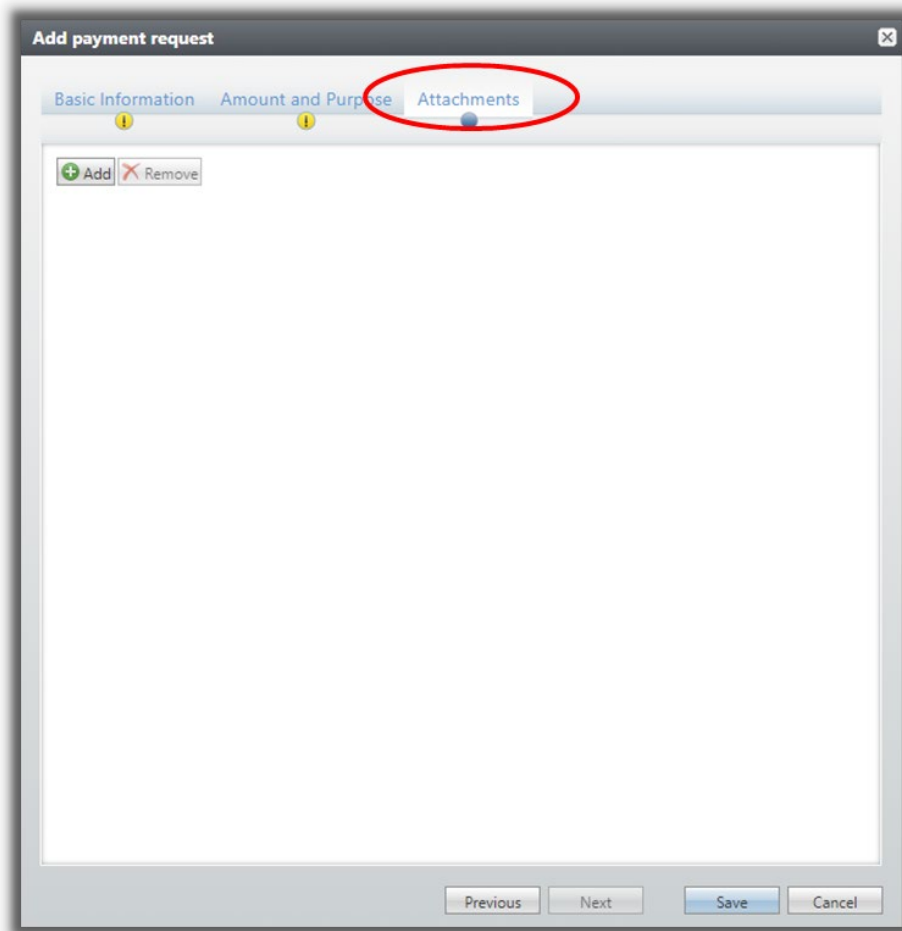 Add payment request
Basic Information Amount and Purpose Attachments
Add Remove
Previous Next Save Cancel